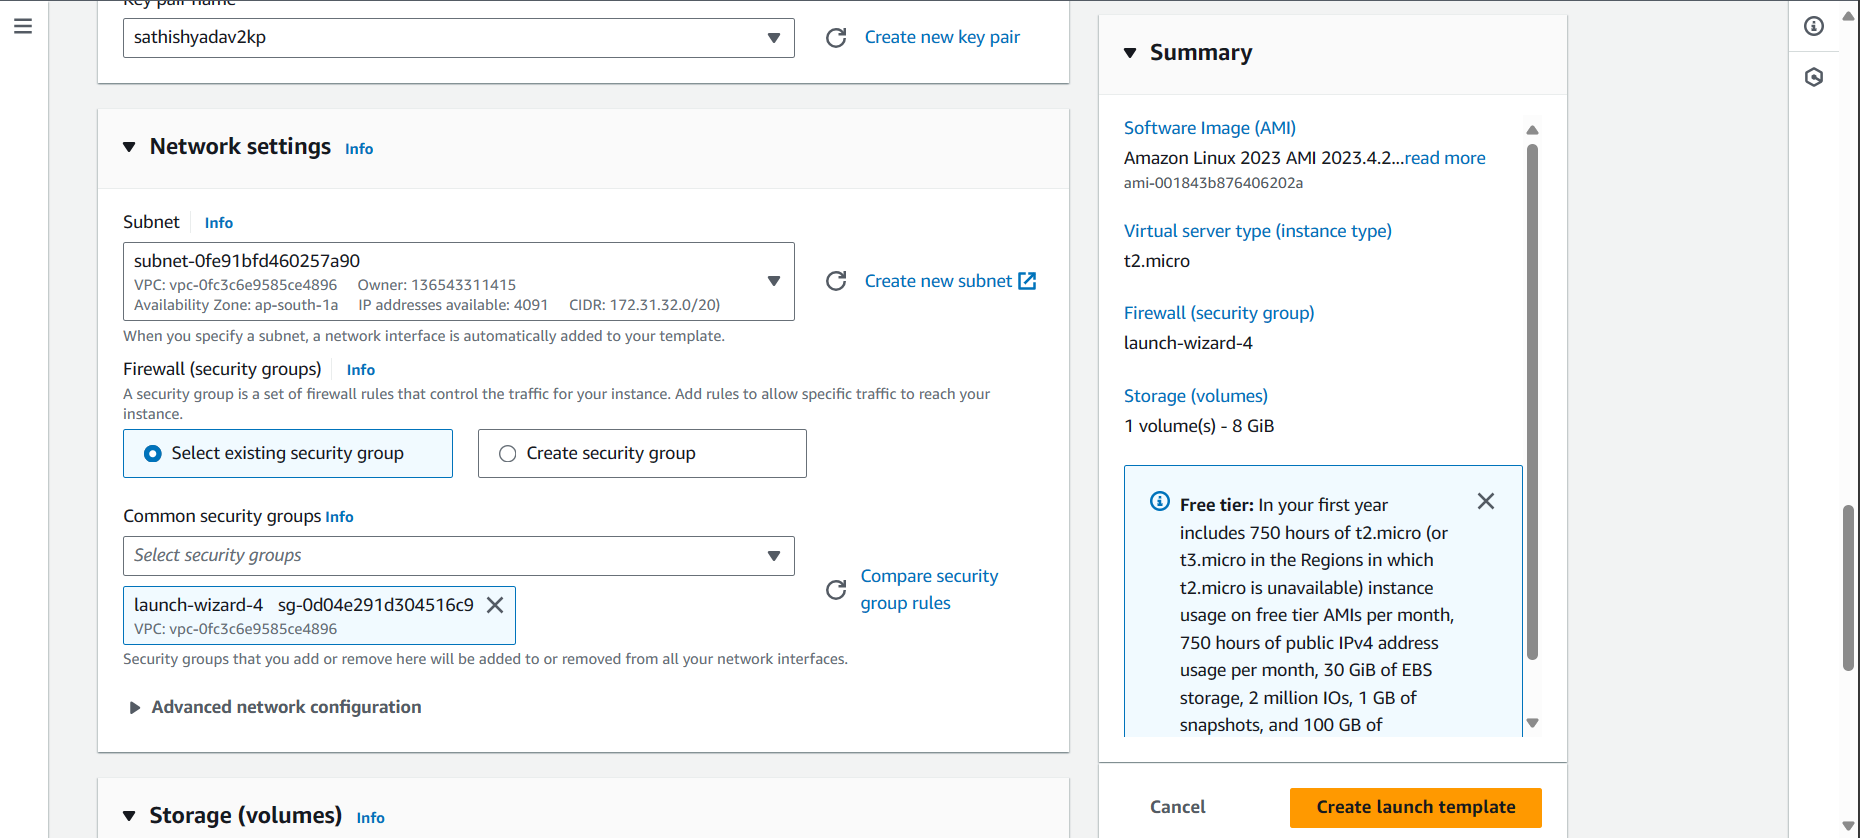 Key pair name
sathishyadav2kp
Create new key pair
Network settings Info
Subnet Info
subnet-0fe91bfd460257a90
VPC: vpc-0fc3c6e9585ce4896 Owner: 136543311415
Availability Zone: ap-south-1a IP addresses available: 4091 CIDR: 172.31.32.0/20)
Create new subnet
When you specify a subnet, a network interface is automatically added to your template.
Firewall (security groups) Info
A security group is a set of firewall rules that control the traffic for your instance. Add rules to allow specific traffic to reach your
instance.
Select existing security group
Create security group
Common security groups Info
Select security groups
launch-wizard-4 sg-0d04e291d304516c9
VPC: vpc-0fc3c6e9585ce4896
Compare security
group rules
Security groups that you add or remove here will be added to or removed from all your network interfaces.
Advanced network configuration
Storage (volumes) Info
Summary
Software Image (AMI)
Amazon Linux 2023 AMI 2023.4.2...read more
ami-001843b876406202a
Virtual server type (instance type)
t2.micro
Firewall (security group)
launch-wizard-4
Storage (volumes)
1 volume(s) - 8 GiB
Free tier: In your first year
includes 750 hours of t2.micro (or
t3.micro in the Regions in which
t2.micro is unavailable) instance
usage on free tier AMIs per month,
750 hours of public IPv4 address
usage per month, 30 GiB of EBS
storage, 2 million IOs, 1 GB of
snapshots, and 100 GB of
Cancel
Create launch template